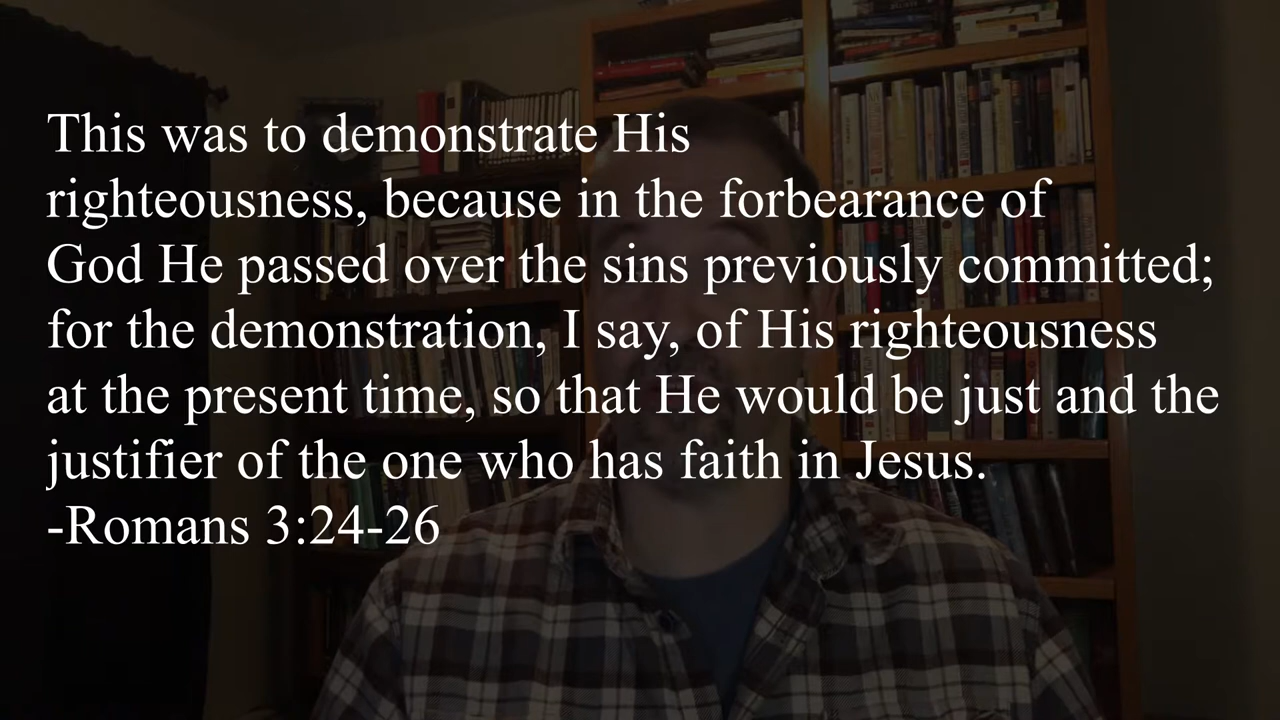 This was to demonstrate His
righteousness, because in the forbearance of
God He passed over the sins previously committed;
for the demonstration, I say, of His righteousness
at the present time, so that He would be just and the
justifier of the one who has faith in Jesus.
-Romans 3:24-26